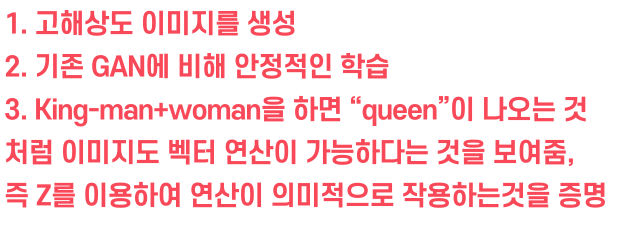 1. 고해상도 이미지를 생성
2. 기존 GAN에 비해 안정적인 학습
3. King-man+woman을 하면 “queen”이 나오는 것
처럼 이미지도 벡터 연산이 가능하다는 것을 보여줌,
즉 Z를 이용하여 연산이 의미적으로 작용하는것을 증명